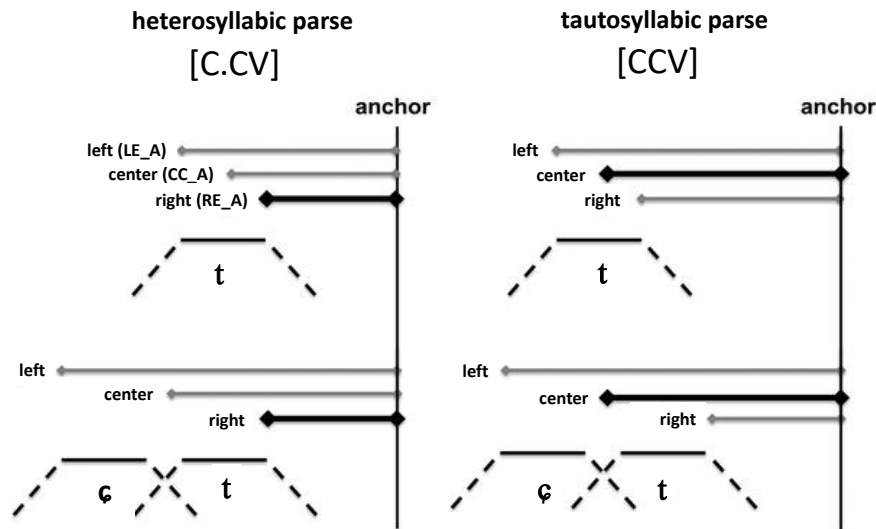 heterosyllabic parse
[C.CV]
anchor
left (LE_A)
center (CC_A)
right (RE_A)
t
left
center
right
ɕ t
tautosyllabic parse
[CCV]
anchor
left
center
right
t
left
center
right
ɕ t